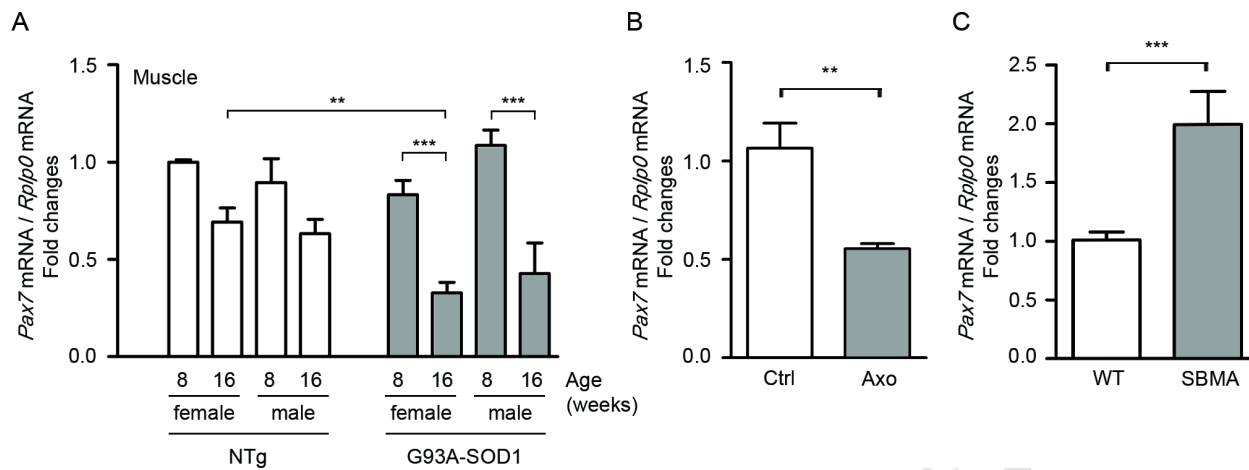 A
Pax7 mRNA / Rplp0 mRNA
Fold changes
1.5
1.0
0.5
0.0
Muscle
**
***
***
8 16 8 16 8 16 8 16 Age
(weeks)
female male female male
NTg G93A-SOD1
B
Pax7 mRNA / Rplp0 mRNA
Fold changes
1.5
1.0
0.5
0.0
**
Ctrl Axo
C
Pax7 mRNA / Rplp0 mRNA
Fold changes
2.5
2.0
1.5
1.0
0.5
0.0
***
WT SBMA